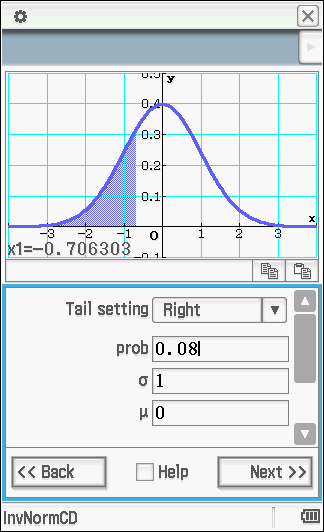 y
0.5
0.4
0.3
0.2
0.1
-3 -2 -1 O 1 2 3 x
-0.1
x1=-0.706303
Tail setting Right
prob 0.08
σ 1
μ 0
<< Back Help Next >>
InvNormCD